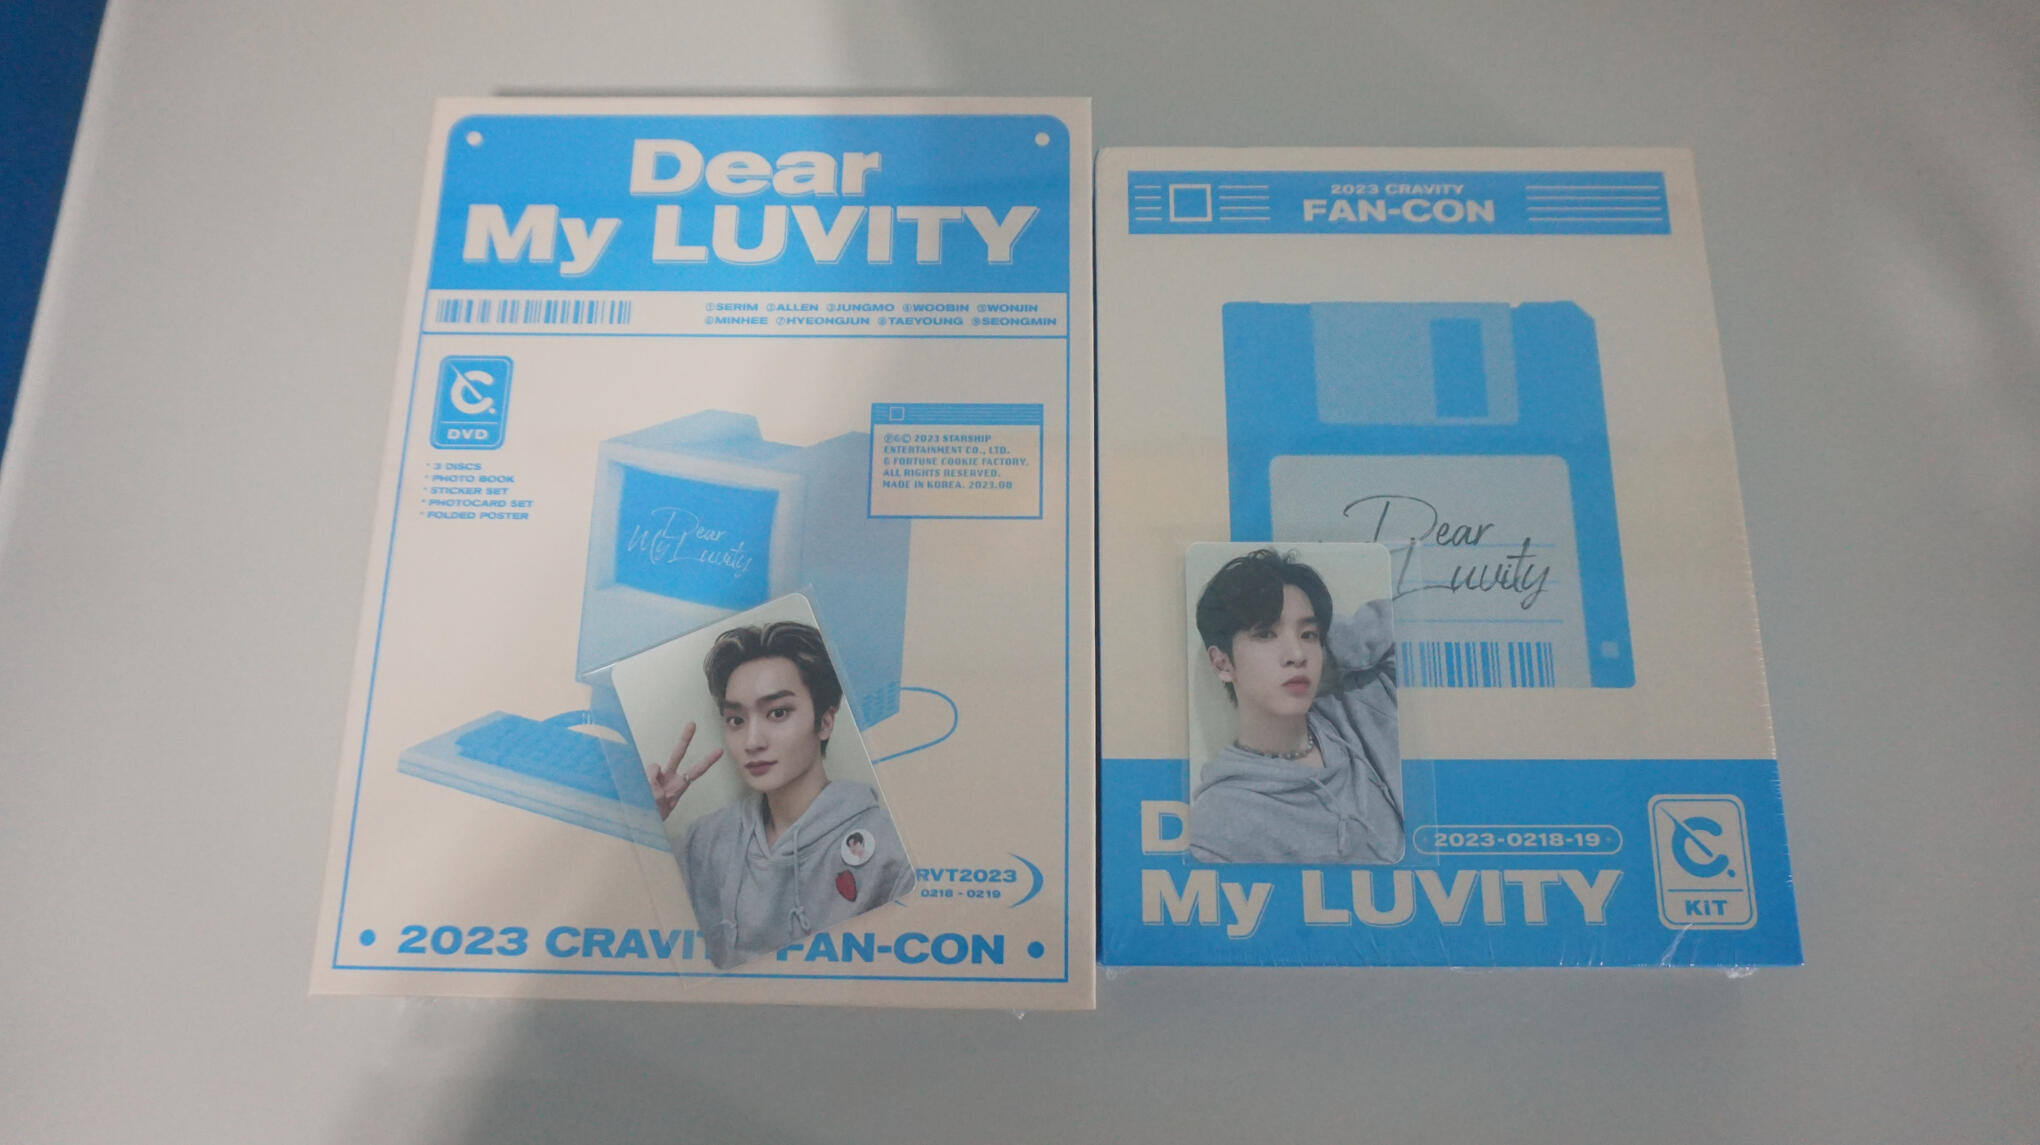 Dear
My LUVITY
①SERIM ②ALLEN ③JUNGMO ④WOOBIN ⑤WONJIN
⑥MINHEE ⑦HYEONGJUN ⑧TAEYOUNG ⑨SEONGMIN
DVD
* 3 DISCS
* PHOTO BOOK
* STICKER SET
* PHOTOCARD SET
* FOLDED POSTER
Ⓟ&Ⓒ 2023 STARSHIP
ENTERTAINMENT CO., LTD.
& FORTUNE COOKIE FACTORY.
ALL RIGHTS RESERVED.
MADE IN KOREA. 2023.08
Dear
My Luvity
RVT2023
0218 - 0219
• 2023 CRAVIT FAN-CON •
2023 CRAVITY
FAN-CON
Dear
Luvity
D
2023-0218-19
My LUVITY
KiT